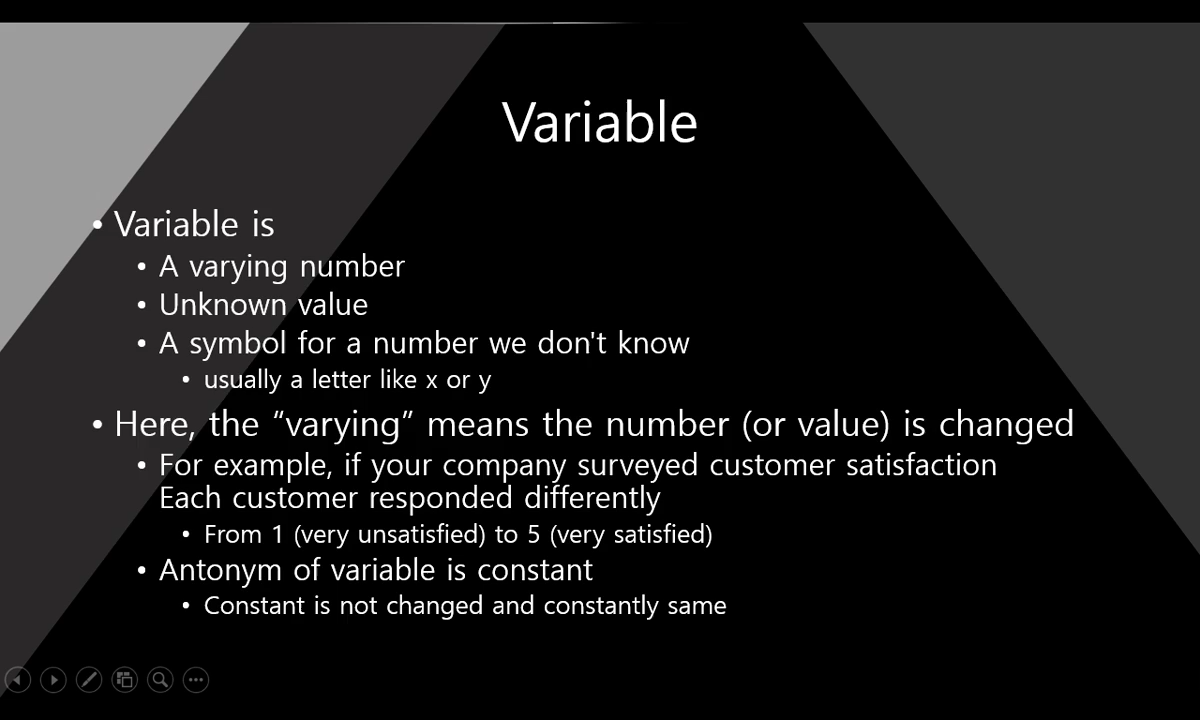 Variable
• Variable is
• A varying number
• Unknown value
• A symbol for a number we don't know
• usually a letter like x or y
• Here, the “varying” means the number (or value) is changed
• For example, if your company surveyed customer satisfaction
Each customer responded differently
• From 1 (very unsatisfied) to 5 (very satisfied)
• Antonym of variable is constant
• Constant is not changed and constantly same